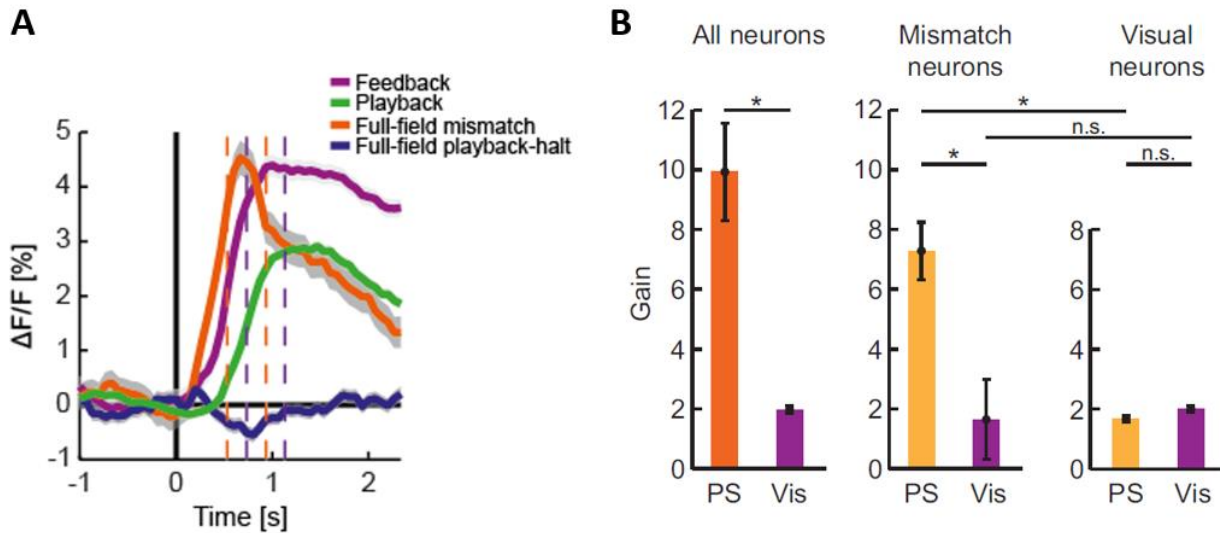 A
Feedback
Playback
Full-field mismatch
Full-field playback-halt
5
4
3
2
1
0
-1
ΔF/F [%]
-1 0 1 2
Time [s]
B
All neurons
Mismatch
neurons
Visual
neurons
*
*
n.s.
*
n.s.
12
10
8
6
4
2
0
Gain
PS Vis
12
10
8
6
4
2
0
PS Vis
8
6
4
2
0
PS Vis